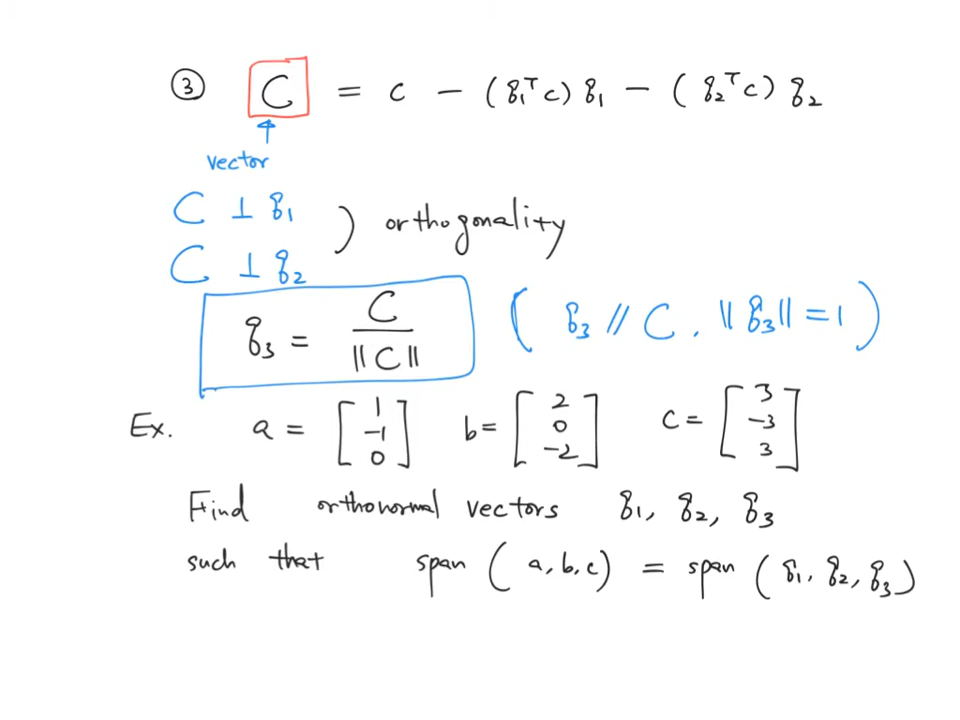 ③ C = c − (q₁ᵀc) q₁ − (q₂ᵀc) q₂
vector
C ⊥ q₁
C ⊥ q₂
) orthogonality
q₃ = C / ||C|| ( q₃ // C, ||q₃|| = 1 )
Ex. a = [1 -1 0] b = [2 0 -2] c = [3 -3 3]
Find orthonormal vectors q₁, q₂, q₃
such that span (a, b, c) = span (q₁, q₂, q₃)